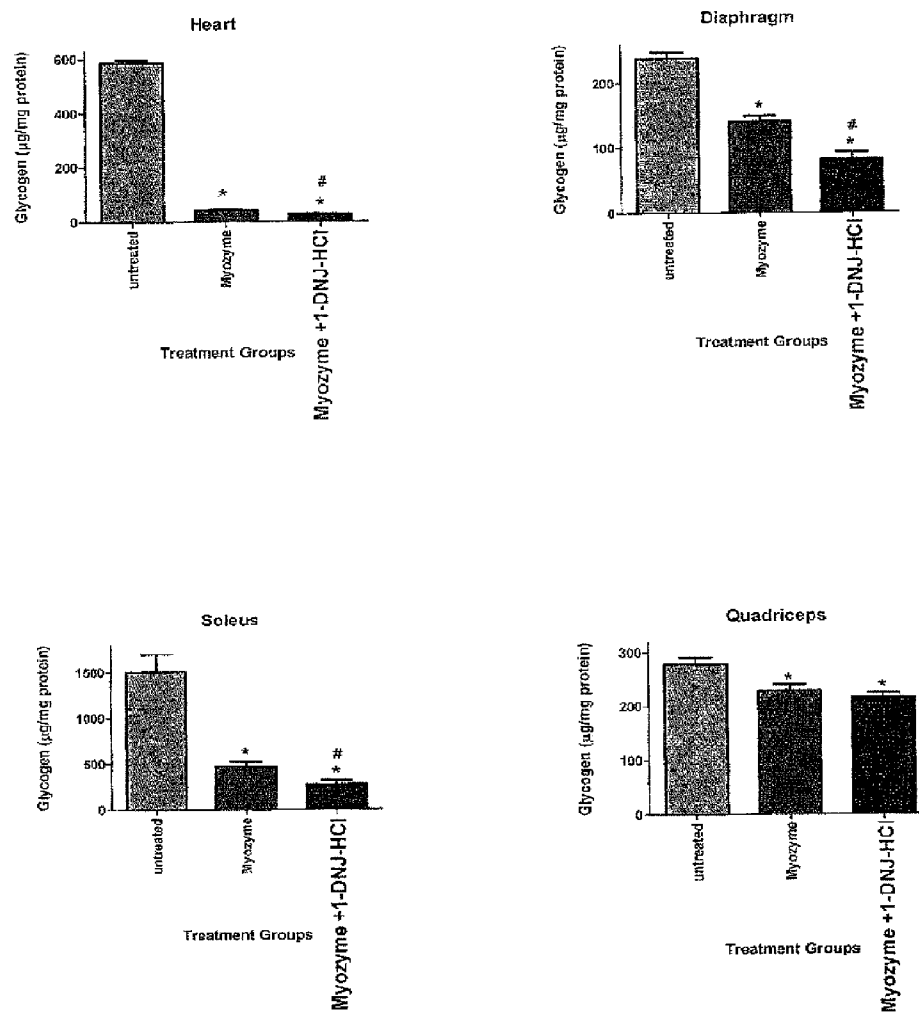 Heart
Glycogen (µg/mg protein)
600
400
200
0
*
#
*
untreated
Myozyme
Myozyme +1-DNJ-HCl
Treatment Groups
Diaphragm
Glycogen (µg/mg protein)
200
100
0
*
#
*
untreated
Myozyme
Myozyme +1-DNJ-HCl
Treatment Groups
Soleus
Glycogen (µg/mg protein)
1500
1000
500
0
*
#
*
untreated
Myozyme
Myozyme +1-DNJ-HCl
Treatment Groups
Quadriceps
Glycogen (µg/mg protein)
300
200
100
0
*
*
untreated
Myozyme
Myozyme +1-DNJ-HCl
Treatment Groups